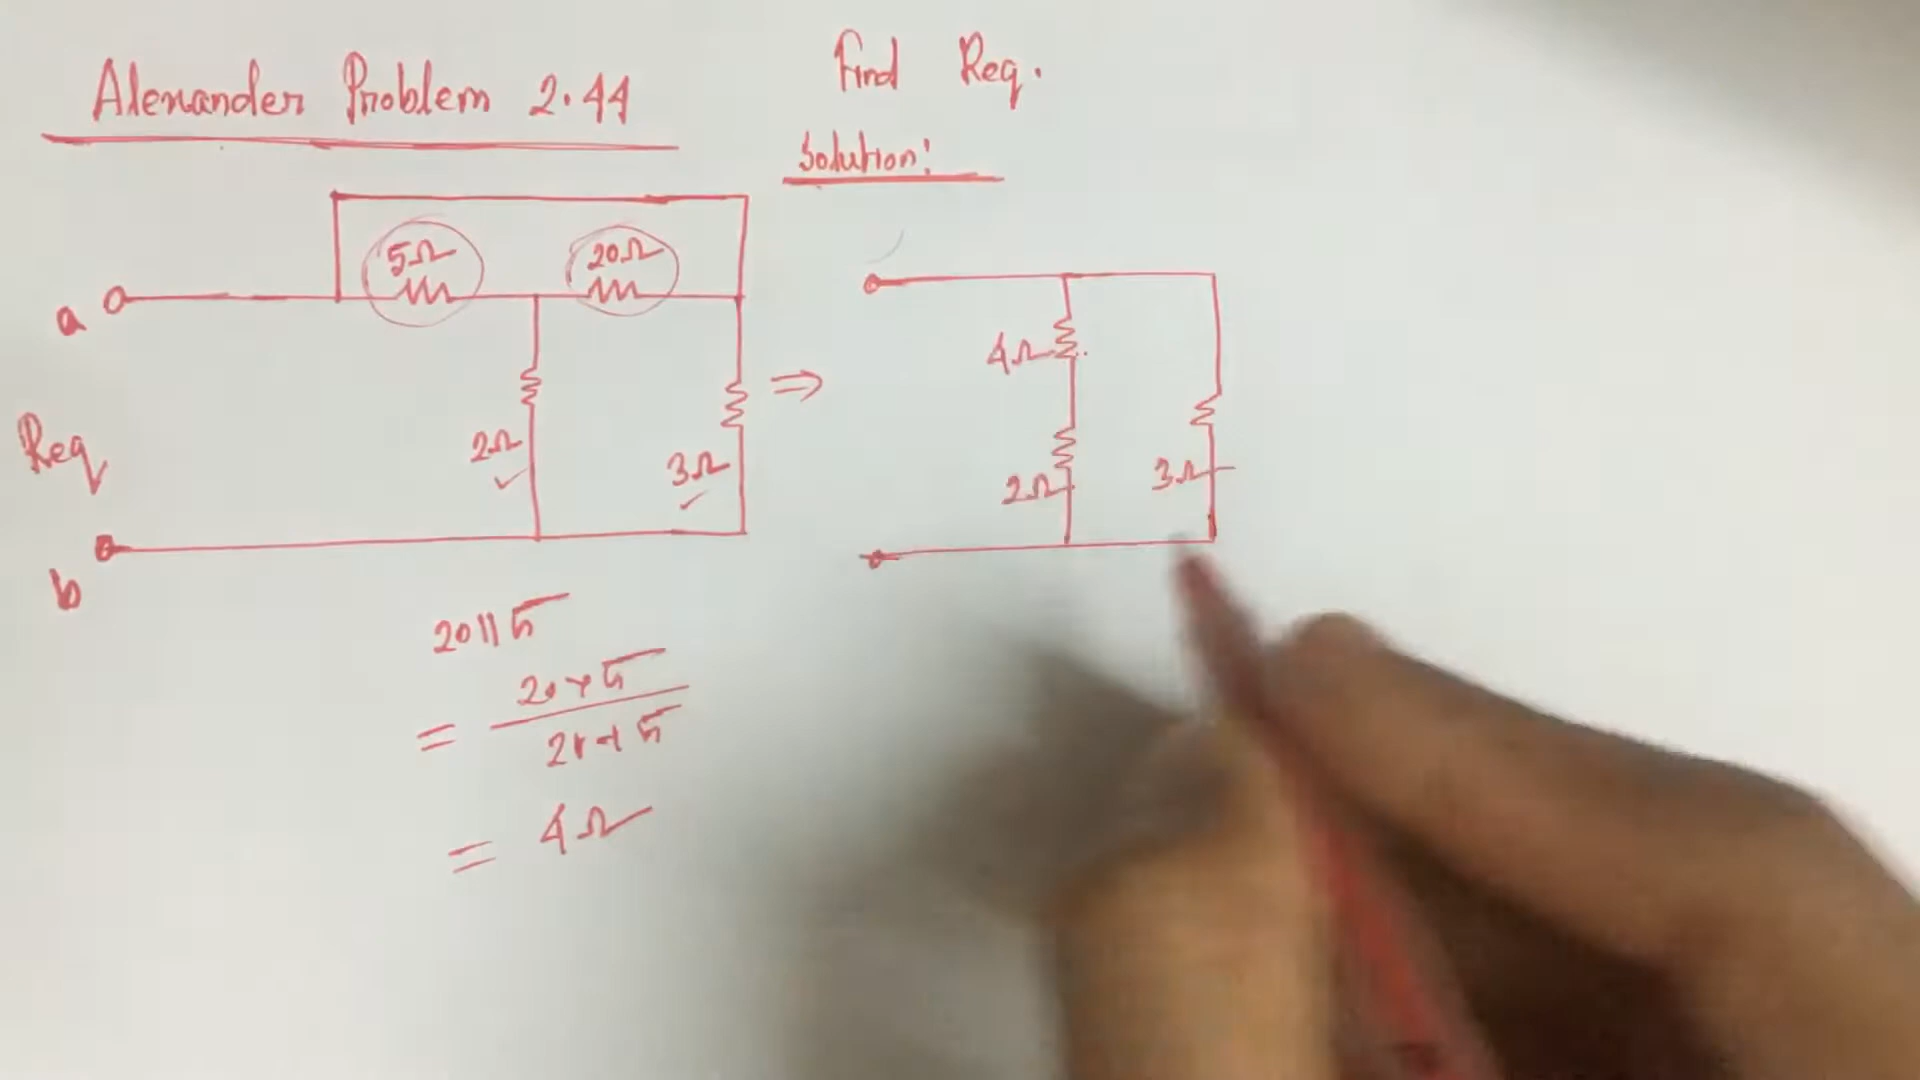 Alexander Problem 2.44
Find Req.
Solution:
5Ω
20Ω
a
Req
2Ω
3Ω
b
⇒
4Ω
2Ω
3Ω
20||5
= 20×5
20+5
= 4Ω